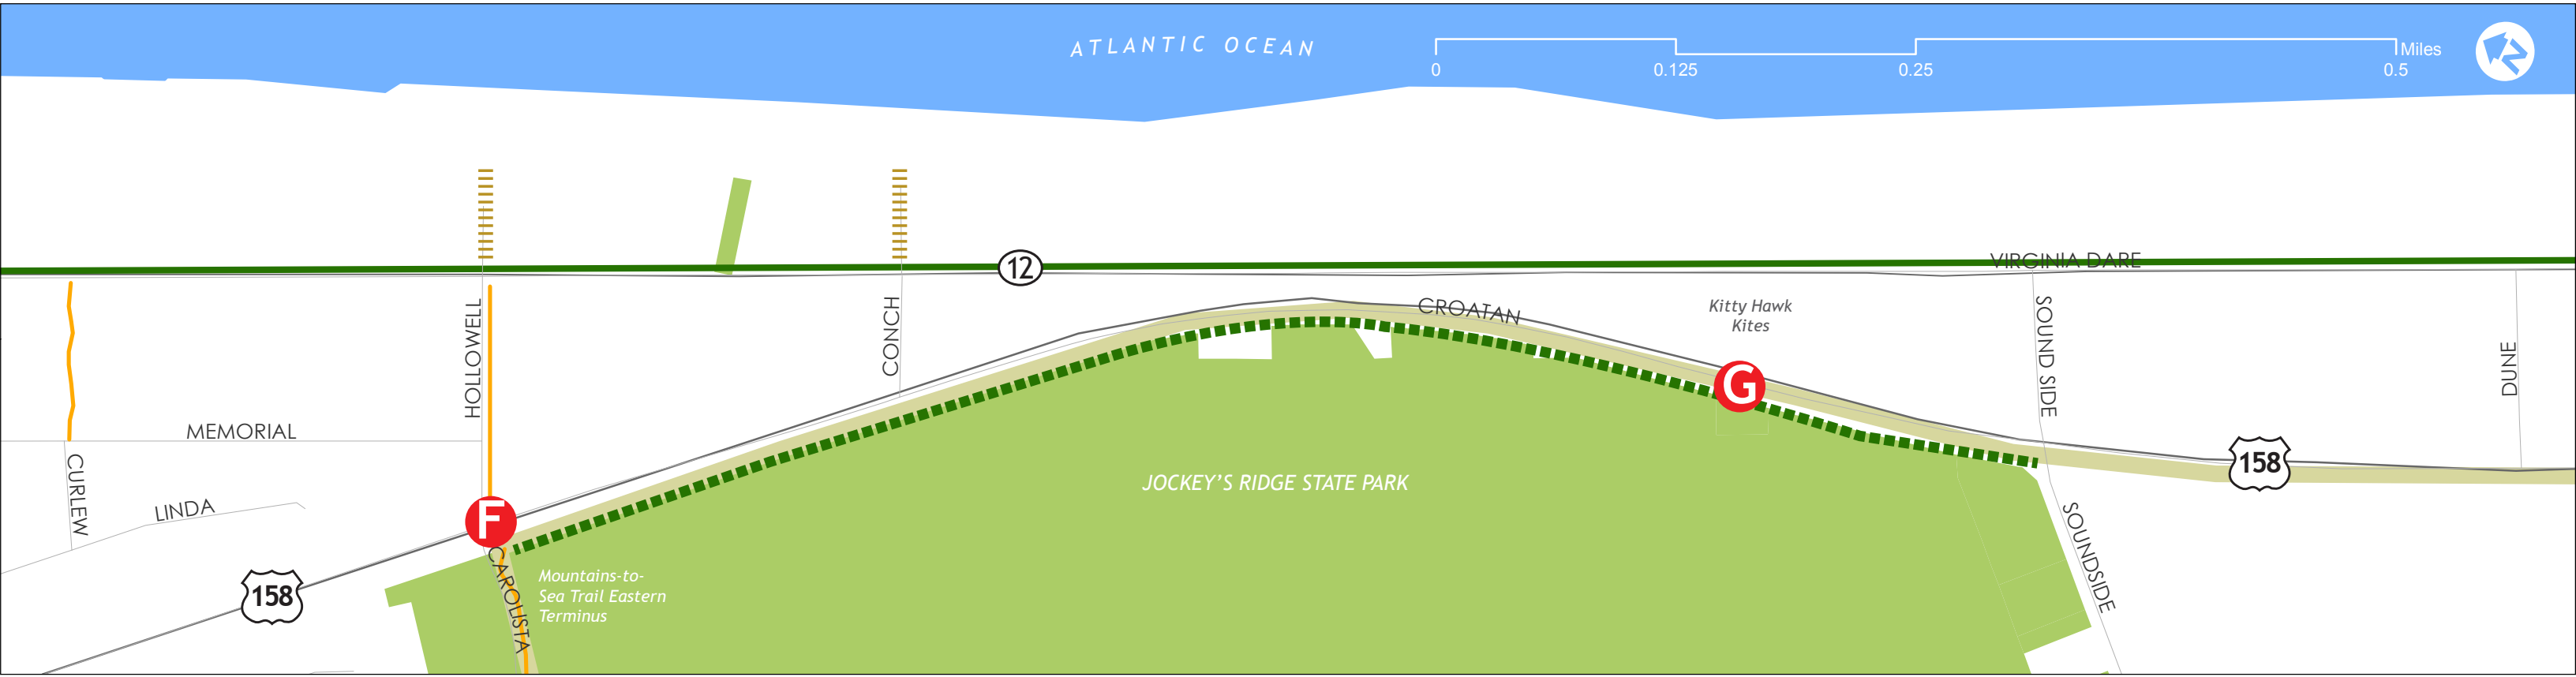 ATLANTIC OCEAN
Miles
0
0.125
0.25
0.5
N
12
VIRGINIA DARE
HOLLOWELL
CONCH
CROATAN
Kitty Hawk
Kites
SOUND SIDE
DUNE
MEMORIAL
CURLEW
LINDA
F
G
158
158
JOCKEY'S RIDGE STATE PARK
CAROLISTA
Mountains-to-
Sea Trail Eastern
Terminus
SOUNDSIDE